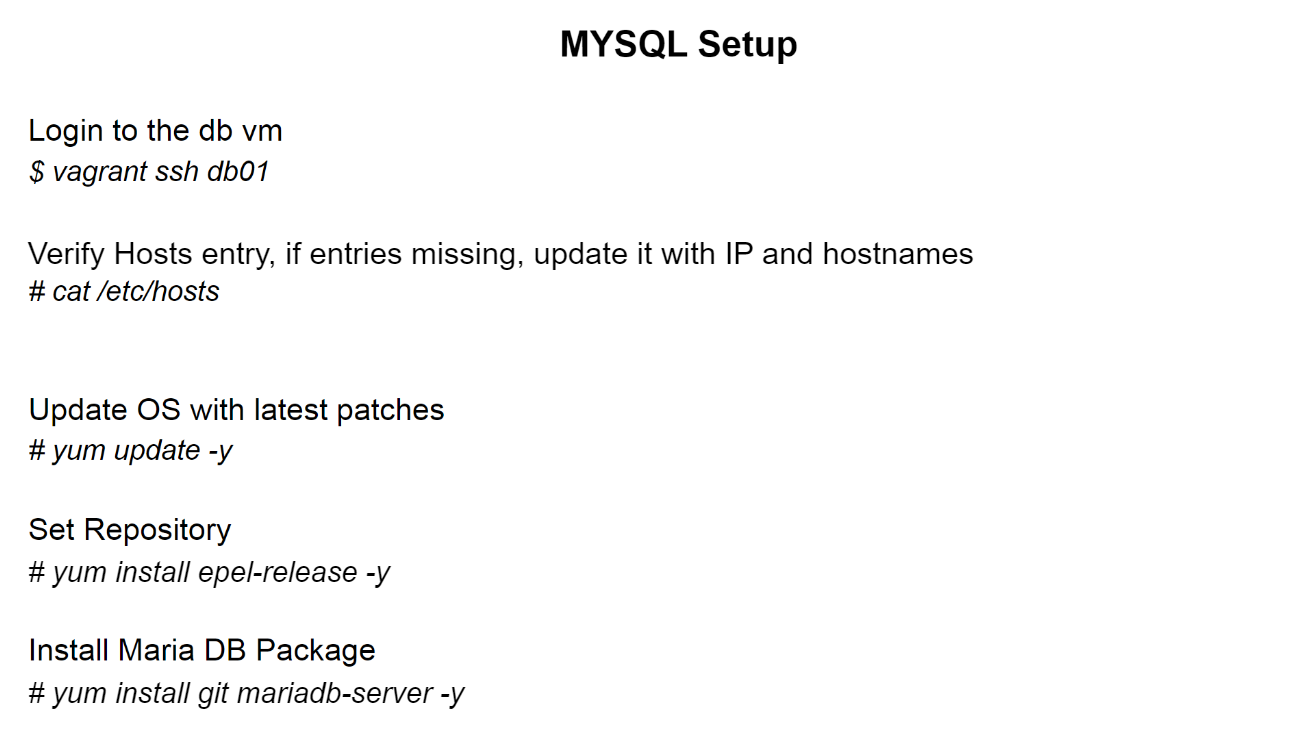 MYSQL Setup
Login to the db vm
$ vagrant ssh db01
Verify Hosts entry, if entries missing, update it with IP and hostnames
# cat /etc/hosts
Update OS with latest patches
# yum update -y
Set Repository
# yum install epel-release -y
Install Maria DB Package
# yum install git mariadb-server -y